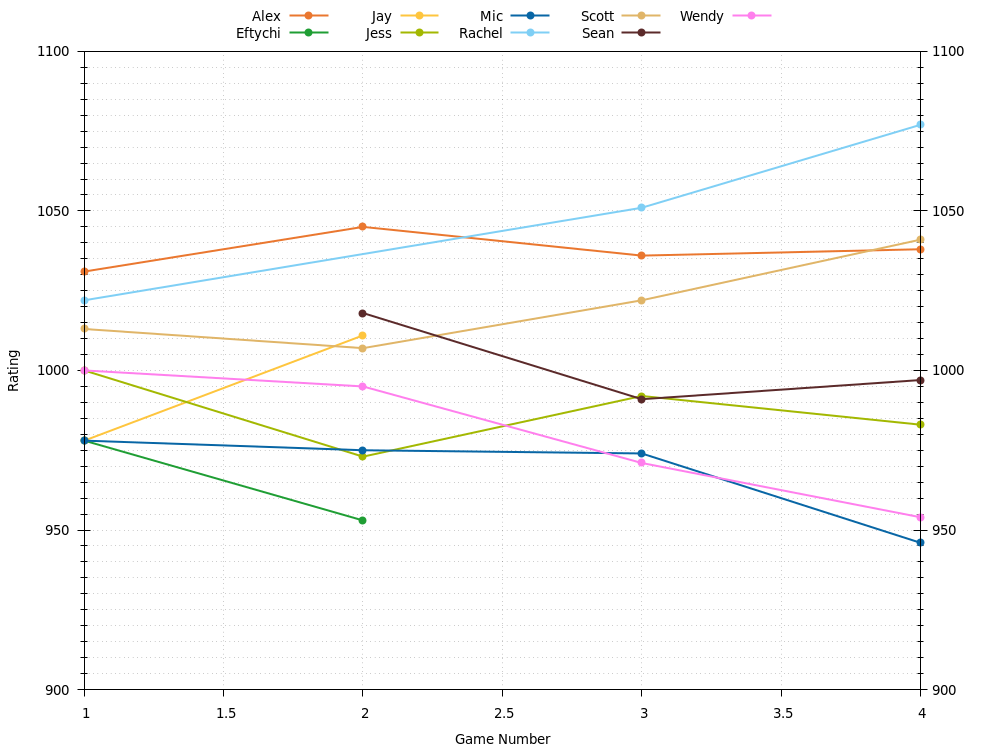 Alex Jay Mic Scott Wendy
Eftychi Jess Rachel Sean
1100 1100
1050 1050
1000 1000
950 950
900 900
Rating
1 1.5 2 2.5 3 3.5 4
Game Number